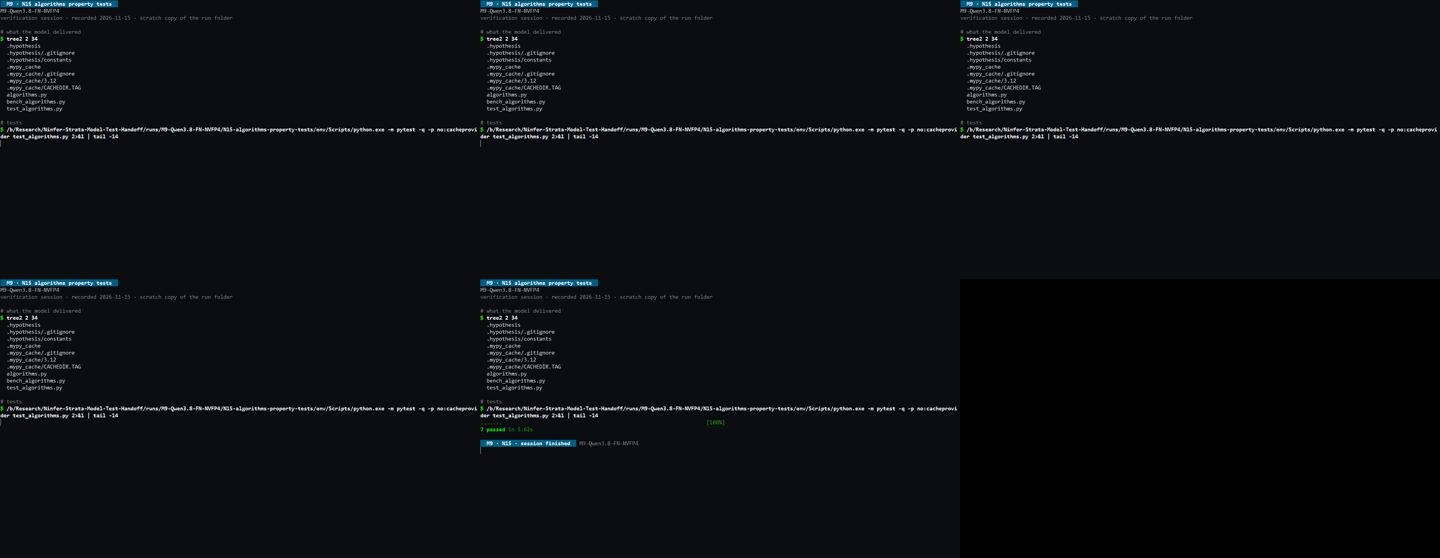 M9 · N15 algorithms property tests
M9-Qwen3.8-FN-NVFP4
verification session - recorded 2026-11-15 - scratch copy of the run folder
# what the model delivered
$ tree2 2 34
.hypothesis
.hypothesis/.gitignore
.hypothesis/constants
.mypy_cache
.mypy_cache/.gitignore
.mypy_cache/3.12
.mypy_cache/CACHEDIR.TAG
algorithms.py
bench_algorithms.py
test_algorithms.py
# tests
$ /b/Research/Ninfer-Strata-Model-Test-Handoff/runs/M9-Qwen3.8-FN-NVFP4/N15-algorithms-property-tests/env/Scripts/python.exe -m pytest -q -p no:cacheprovi
der test_algorithms.py 2>&1 | tail -14
M9 · N15 algorithms property tests
M9-Qwen3.8-FN-NVFP4
verification session - recorded 2026-11-15 - scratch copy of the run folder
# what the model delivered
$ tree2 2 34
.hypothesis
.hypothesis/.gitignore
.hypothesis/constants
.mypy_cache
.mypy_cache/.gitignore
.mypy_cache/3.12
.mypy_cache/CACHEDIR.TAG
algorithms.py
bench_algorithms.py
test_algorithms.py
# tests
$ /b/Research/Ninfer-Strata-Model-Test-Handoff/runs/M9-Qwen3.8-FN-NVFP4/N15-algorithms-property-tests/env/Scripts/python.exe -m pytest -q -p no:cacheprovi
der test_algorithms.py 2>&1 | tail -14
M9 · N15 algorithms property tests
M9-Qwen3.8-FN-NVFP4
verification session - recorded 2026-11-15 - scratch copy of the run folder
# what the model delivered
$ tree2 2 34
.hypothesis
.hypothesis/.gitignore
.hypothesis/constants
.mypy_cache
.mypy_cache/.gitignore
.mypy_cache/3.12
.mypy_cache/CACHEDIR.TAG
algorithms.py
bench_algorithms.py
test_algorithms.py
# tests
$ /b/Research/Ninfer-Strata-Model-Test-Handoff/runs/M9-Qwen3.8-FN-NVFP4/N15-algorithms-property-tests/env/Scripts/python.exe -m pytest -q -p no:cacheprovi
der test_algorithms.py 2>&1 | tail -14
M9 · N15 algorithms property tests
M9-Qwen3.8-FN-NVFP4
verification session - recorded 2026-11-15 - scratch copy of the run folder
# what the model delivered
$ tree2 2 34
.hypothesis
.hypothesis/.gitignore
.hypothesis/constants
.mypy_cache
.mypy_cache/.gitignore
.mypy_cache/3.12
.mypy_cache/CACHEDIR.TAG
algorithms.py
bench_algorithms.py
test_algorithms.py
# tests
$ /b/Research/Ninfer-Strata-Model-Test-Handoff/runs/M9-Qwen3.8-FN-NVFP4/N15-algorithms-property-tests/env/Scripts/python.exe -m pytest -q -p no:cacheprovi
der test_algorithms.py 2>&1 | tail -14
M9 · N15 algorithms property tests
M9-Qwen3.8-FN-NVFP4
verification session - recorded 2026-11-15 - scratch copy of the run folder
# what the model delivered
$ tree2 2 34
.hypothesis
.hypothesis/.gitignore
.hypothesis/constants
.mypy_cache
.mypy_cache/.gitignore
.mypy_cache/3.12
.mypy_cache/CACHEDIR.TAG
algorithms.py
bench_algorithms.py
test_algorithms.py
# tests
$ /b/Research/Ninfer-Strata-Model-Test-Handoff/runs/M9-Qwen3.8-FN-NVFP4/N15-algorithms-property-tests/env/Scripts/python.exe -m pytest -q -p no:cacheprovi
der test_algorithms.py 2>&1 | tail -14
....... [100%]
7 passed in 5.62s
M9 · N15 · session finished M9-Qwen3.8-FN-NVFP4